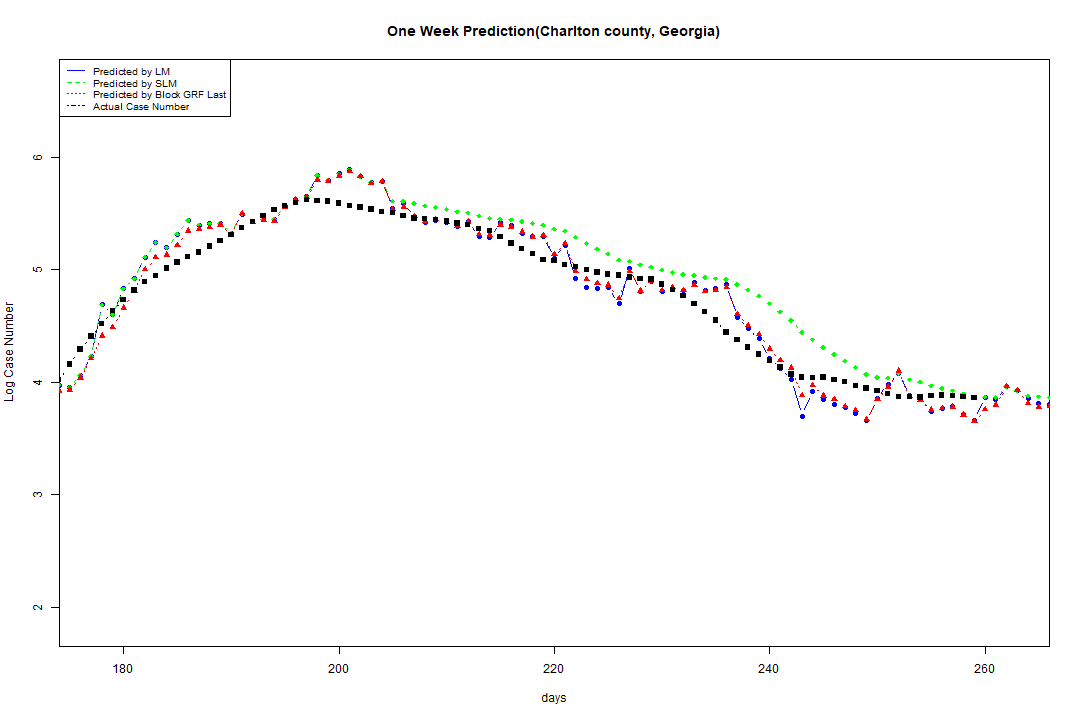 One Week Prediction(Charlton county, Georgia)
Predicted by LM
Predicted by SLM
Predicted by Block GRF Last
Actual Case Number
6
5
4
3
2
Log Case Number
180 200 220 240 260
days